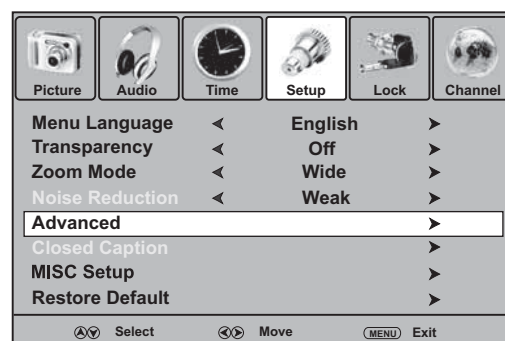 Picture Audio Time Setup Lock Channel
Menu Language English
Transparency Off
Zoom Mode Wide
Noise Reduction Weak
Advanced
Closed Caption
MISC Setup
Restore Default
Select Move MENU Exit